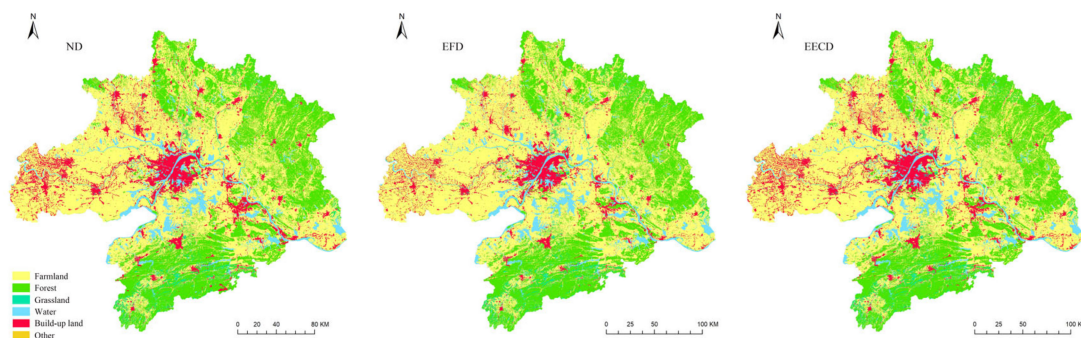 N
ND
N
EFD
N
EECD
Farmland
Forest
Grassland
Water
Build-up land
Other
0 20 40 80 KM
0 25 50 100 KM
0 25 50 100 K